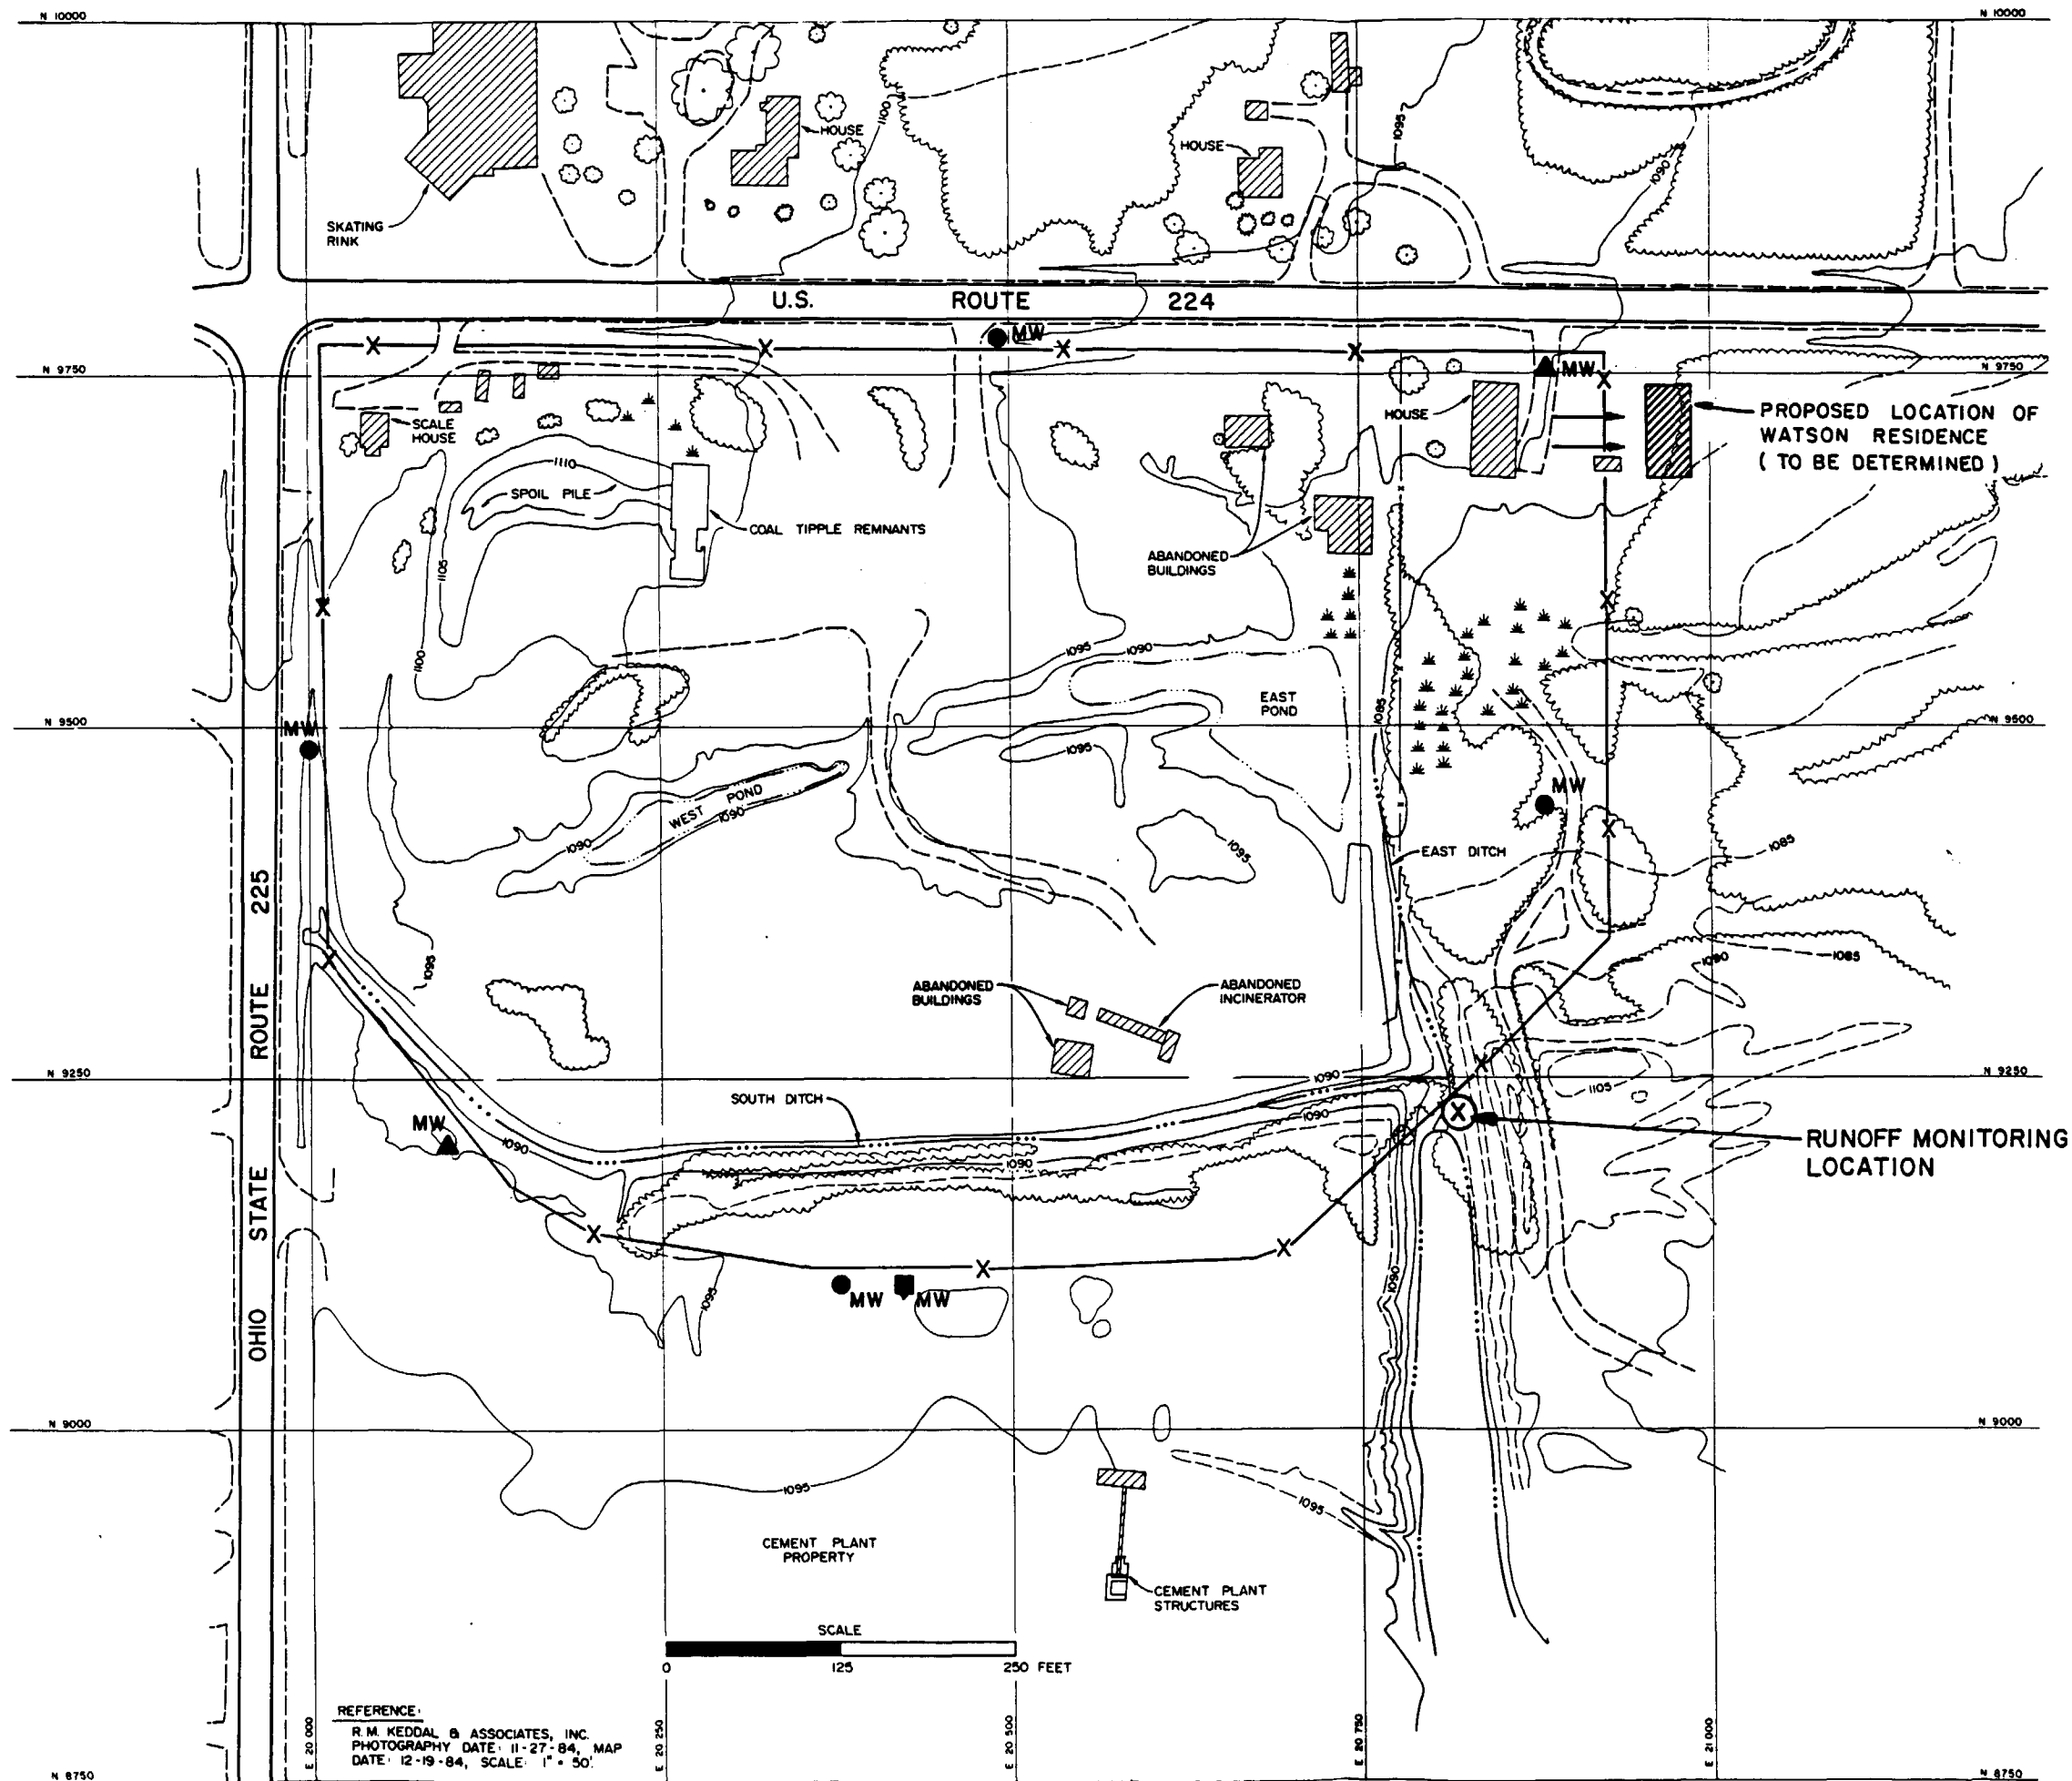 N 10000
N 10000
HOUSE
1100
1095
HOUSE
1090
SKATING
RINK
U.S. ROUTE 224
MW
N 9750
MW
N 9750
SCALE
HOUSE
HOUSE
PROPOSED LOCATION OF
WATSON RESIDENCE
( TO BE DETERMINED )
1110
SPOIL PILE
COAL TIPPLE REMNANTS
ABANDONED
BUILDINGS
1105
1100
1095
1090
EAST
POND
1085
N 9500
MW
N 9500
1095
WEST POND
1090
MW
1090
1095
EAST DITCH
1085
OHIO STATE ROUTE 225
1095
1090
1085
ABANDONED
BUILDINGS
ABANDONED
INCINERATOR
N 9250
1090
N 9250
1105
SOUTH DITCH
1090
MW
1090
1090
RUNOFF MONITORING
LOCATION
1095
MW
MW
1090
N 9000
N 9000
1095
1095
CEMENT PLANT
PROPERTY
CEMENT PLANT
STRUCTURES
SCALE
0 125 250 FEET
REFERENCE:
R. M. KEDDAL & ASSOCIATES, INC.
PHOTOGRAPHY DATE: 11-27-84, MAP
DATE: 12-19-84, SCALE: 1" = 50'.
E 20 000
E 20 250
E 20 500
E 20 750
E 21 000
N 8750
N 8750